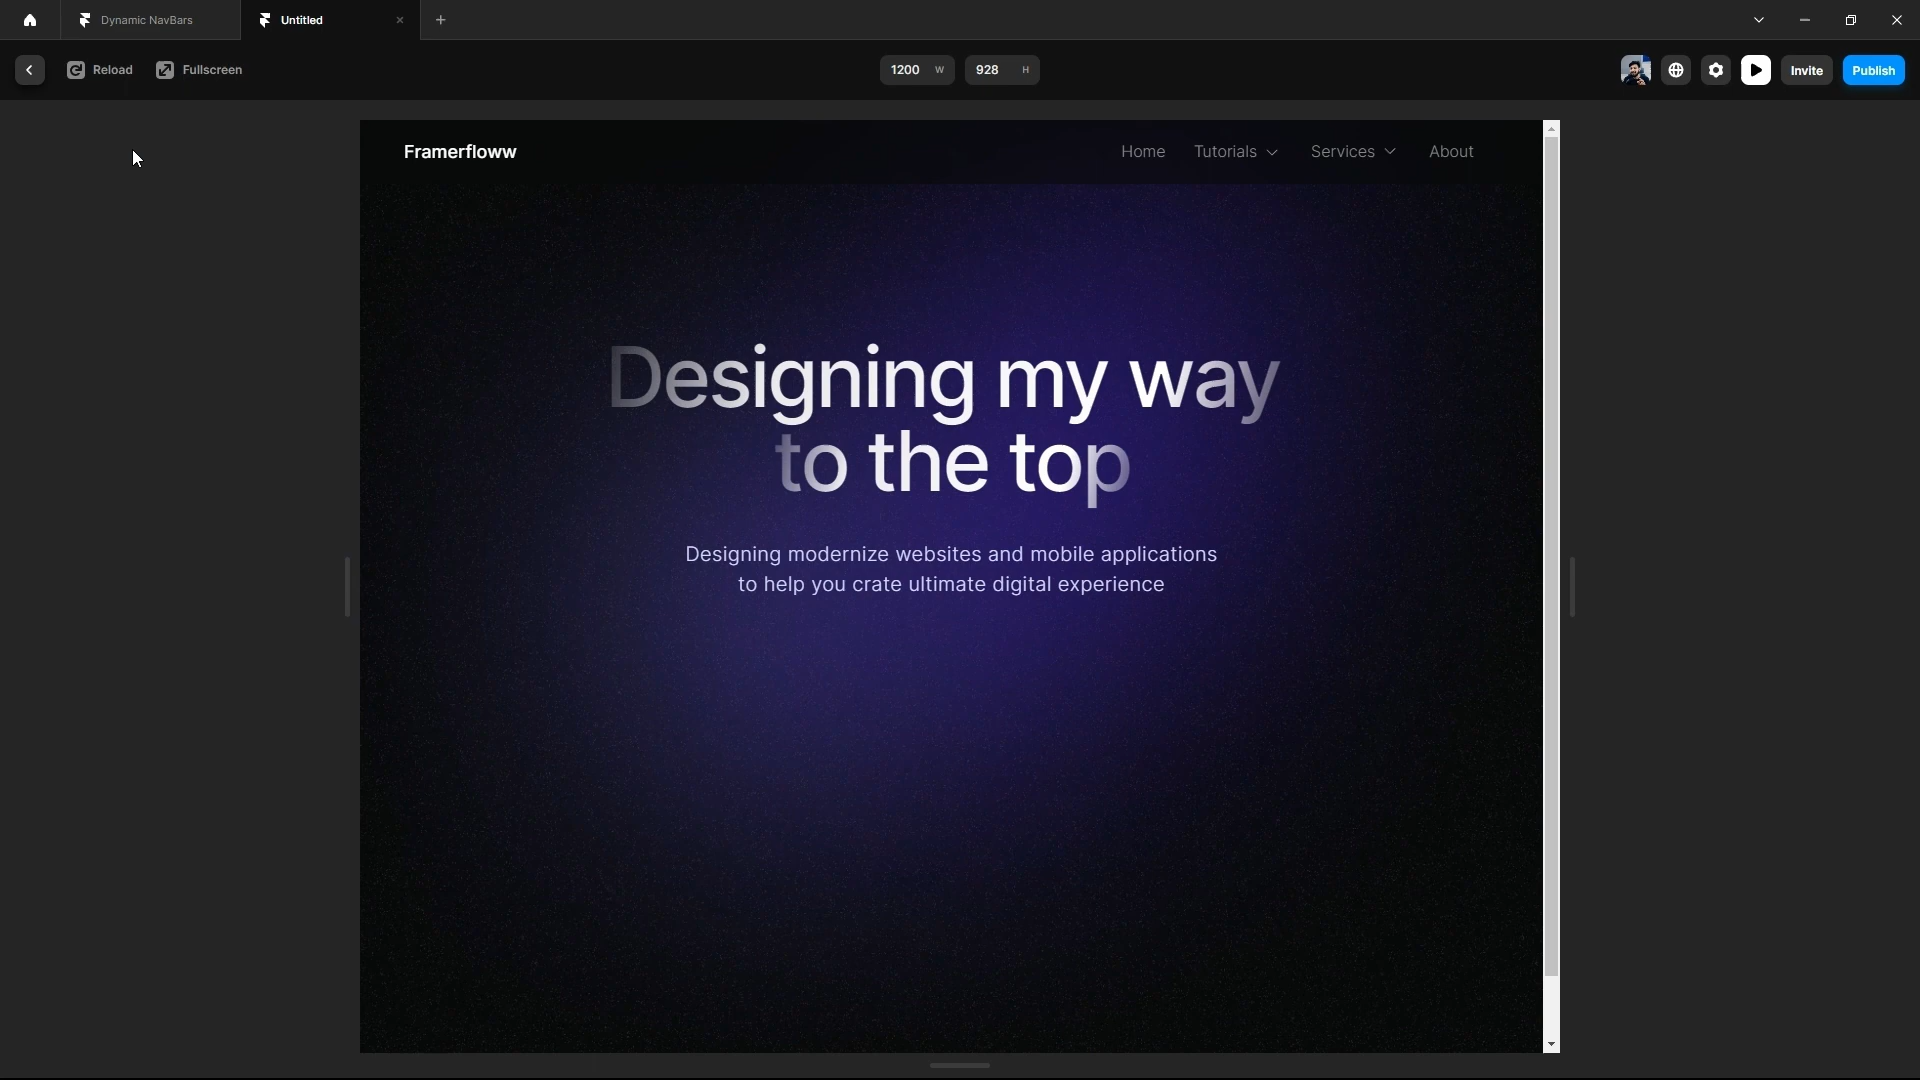 Dynamic NavBars
Untitled
Reload
Fullscreen
1200 W
928 H
Invite
Publish
Framerfloww
Home
Tutorials
Services
About
Designing my way
to the top
Designing modernize websites and mobile applications
to help you crate ultimate digital experience